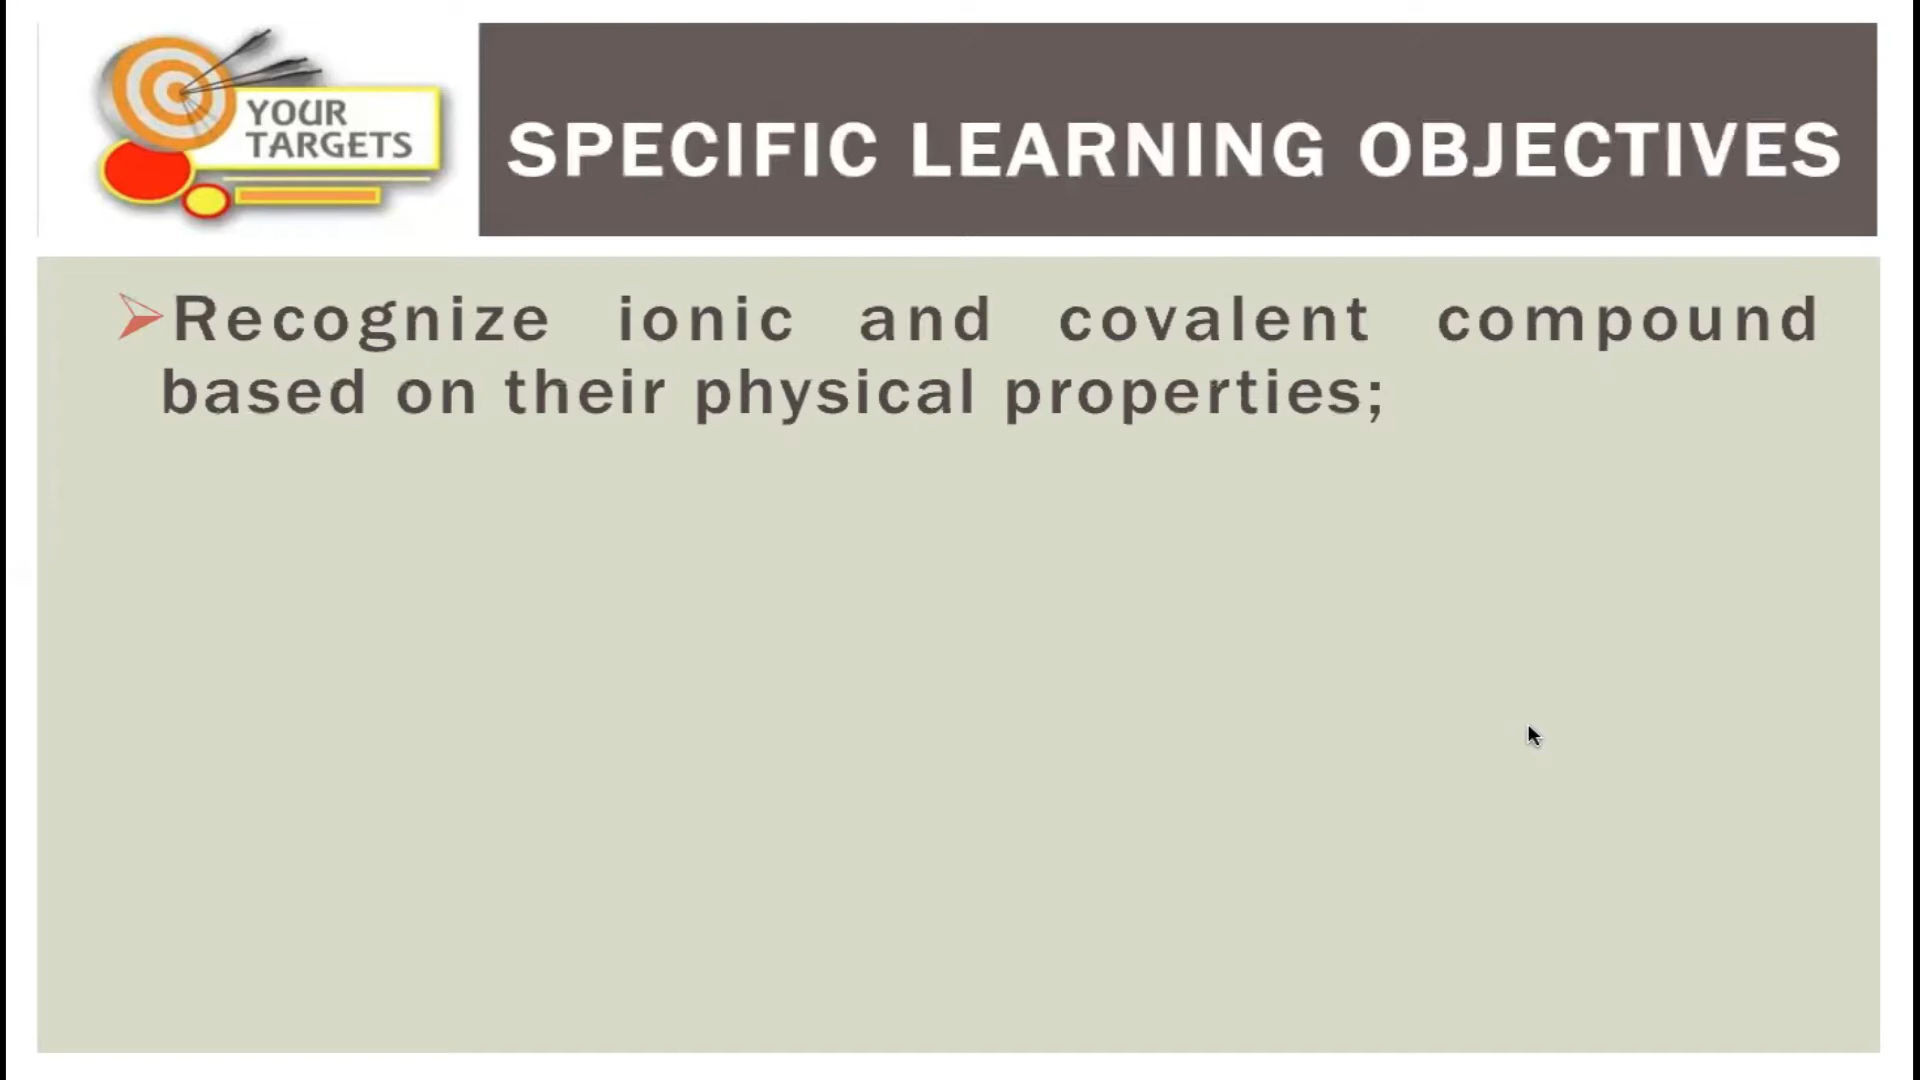 YOUR
TARGETS
SPECIFIC LEARNING OBJECTIVES
Recognize ionic and covalent compound
based on their physical properties;